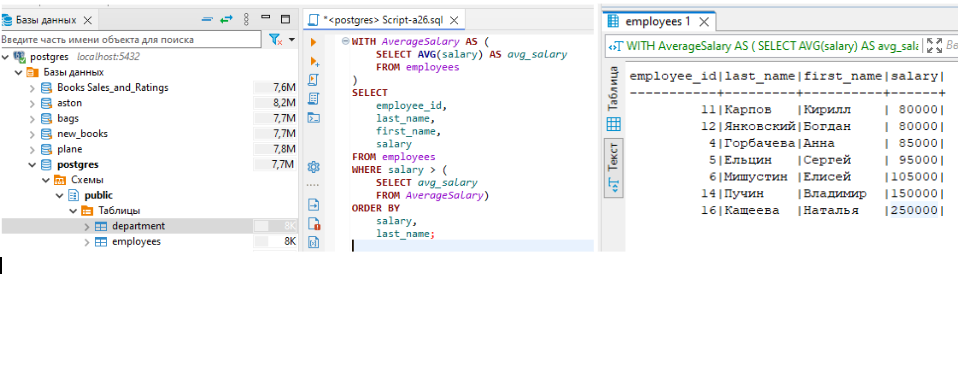 Базы данных
Введите часть имени объекта для поиска
postgres localhost:5432
Базы данных
Books Sales_and_Ratings 7,6M
aston 8,2M
bags 7,7M
new_books 7,7M
plane 7,8M
postgres 7,7M
Схемы
public
Таблицы
department 8K
employees 8K
*<postgres> Script-a26.sql
WITH AverageSalary AS (
SELECT AVG(salary) AS avg_salary
FROM employees
)
SELECT
employee_id,
last_name,
first_name,
salary
FROM employees
WHERE salary > (
SELECT avg_salary
FROM AverageSalary)
ORDER BY
salary,
last_name;
employees 1
WITH AverageSalary AS ( SELECT AVG(salary) AS avg_sala
Вве
Таблица
Текст
employee_id|last_name|first_name|salary|
-----------+---------+----------+------+
11|Карпов |Кирилл | 80000|
12|Янковский|Богдан | 80000|
4|Горбачева|Анна | 85000|
5|Ельцин |Сергей | 95000|
6|Мишустин |Елисей |105000|
14|Пучин |Владимир |150000|
16|Кащеева |Наталья |250000|